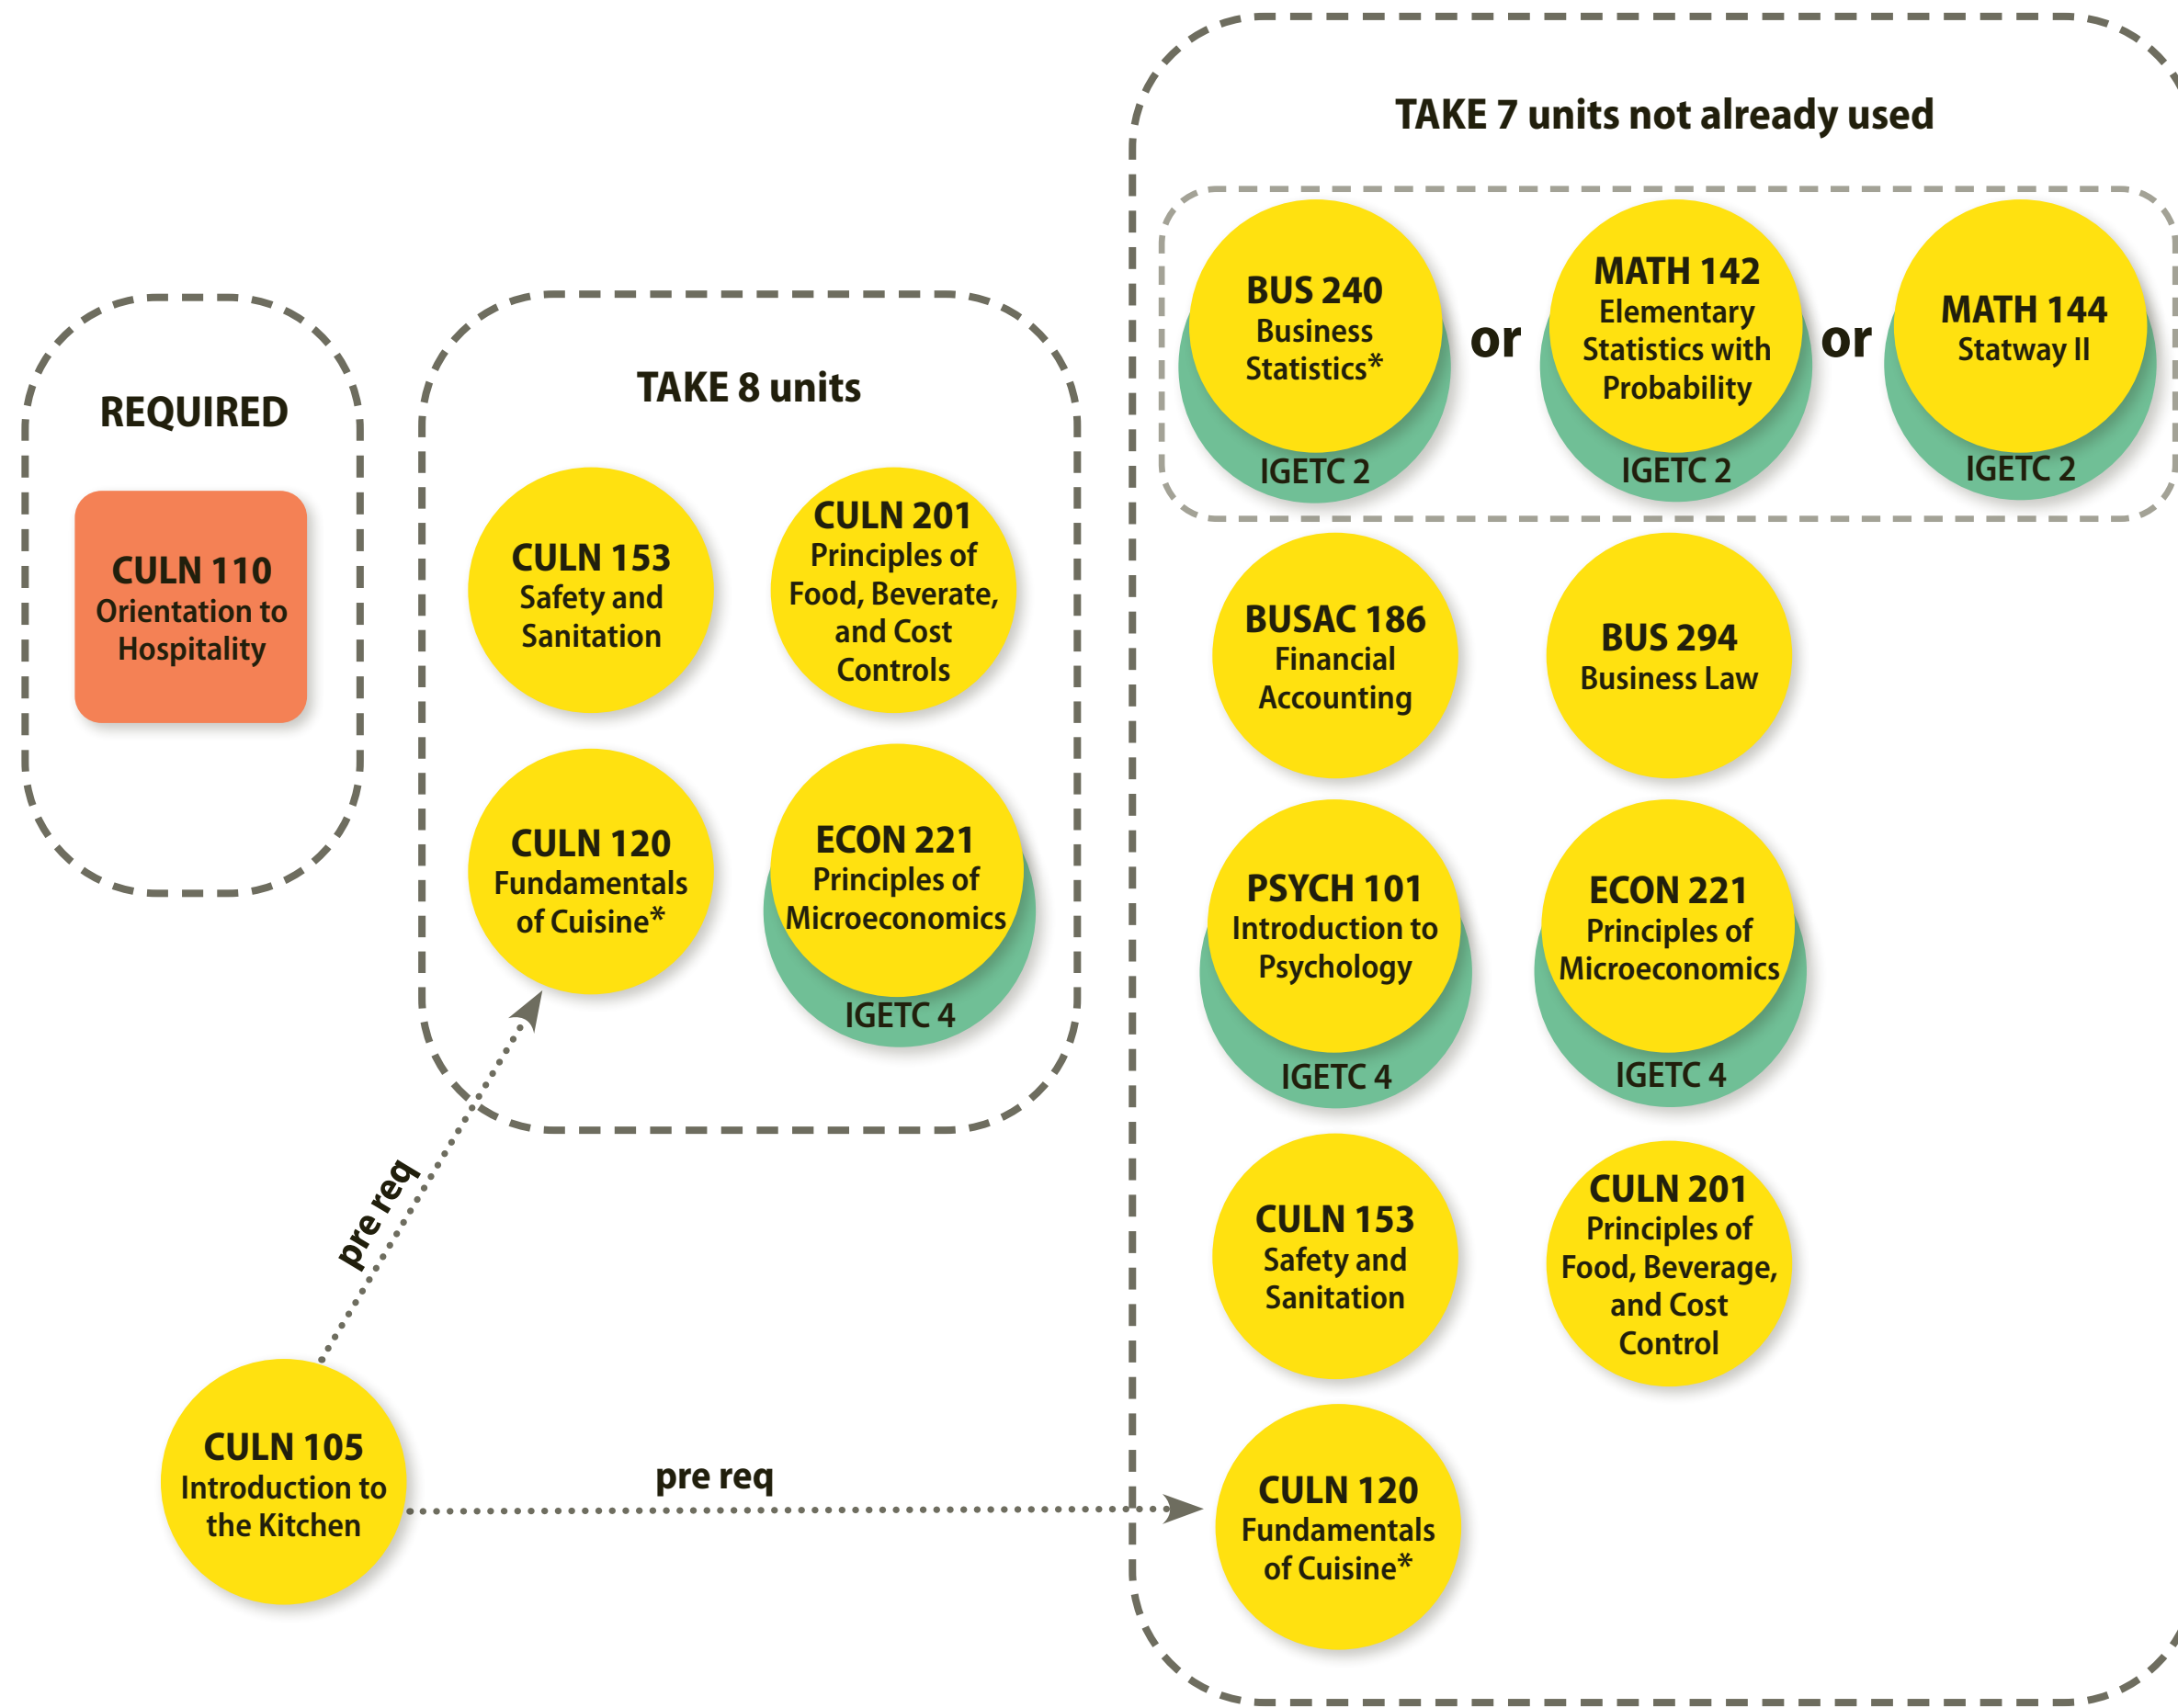 REQUIRED
CULN 110
Orientation to
Hospitality
TAKE 8 units
CULN 153
Safety and
Sanitation
CULN 201
Principles of
Food, Beverate,
and Cost
Controls
CULN 120
Fundamentals
of Cuisine*
ECON 221
Principles of
Microeconomics
IGETC 4
pre req
CULN 105
Introduction to
the Kitchen
pre req
TAKE 7 units not already used
BUS 240
Business
Statistics*
IGETC 2
or
MATH 142
Elementary
Statistics with
Probability
IGETC 2
or
MATH 144
Statway II
IGETC 2
BUSAC 186
Financial
Accounting
BUS 294
Business Law
PSYCH 101
Introduction to
Psychology
IGETC 4
ECON 221
Principles of
Microeconomics
IGETC 4
CULN 153
Safety and
Sanitation
CULN 201
Principles of
Food, Beverage,
and Cost
Control
CULN 120
Fundamentals
of Cuisine*